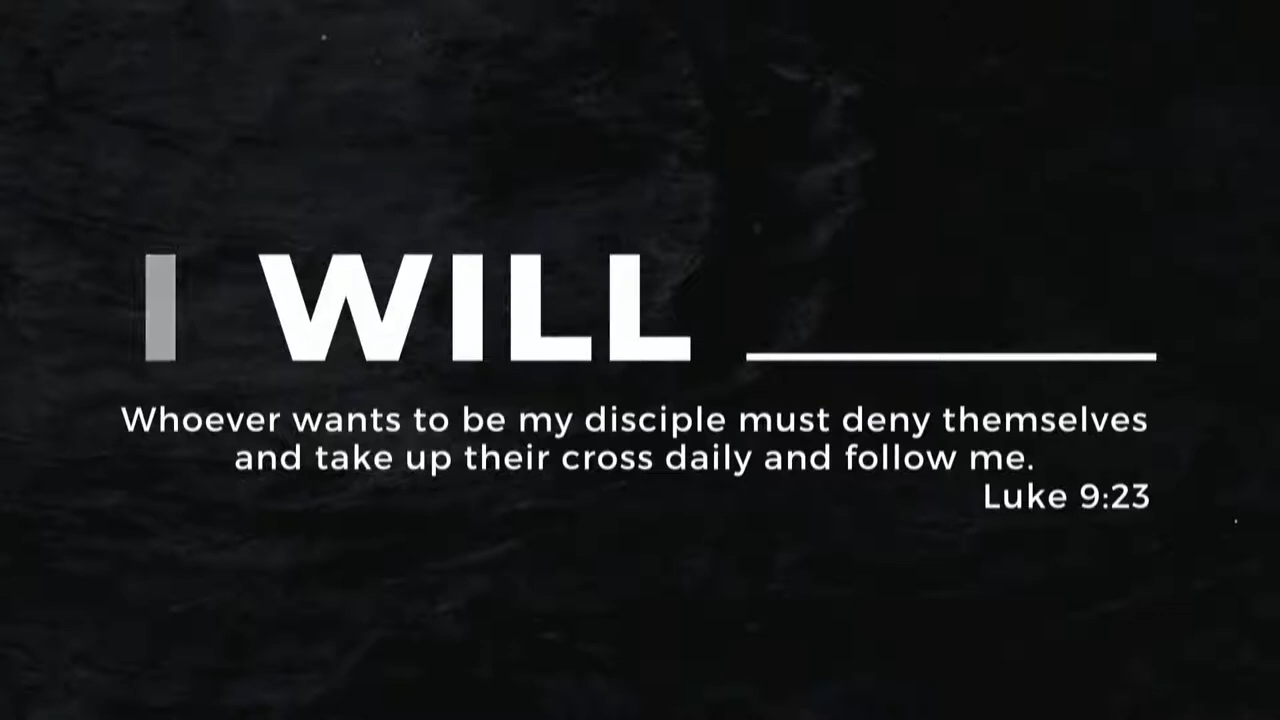 I WILL ________
Whoever wants to be my disciple must deny themselves
and take up their cross daily and follow me.
Luke 9:23